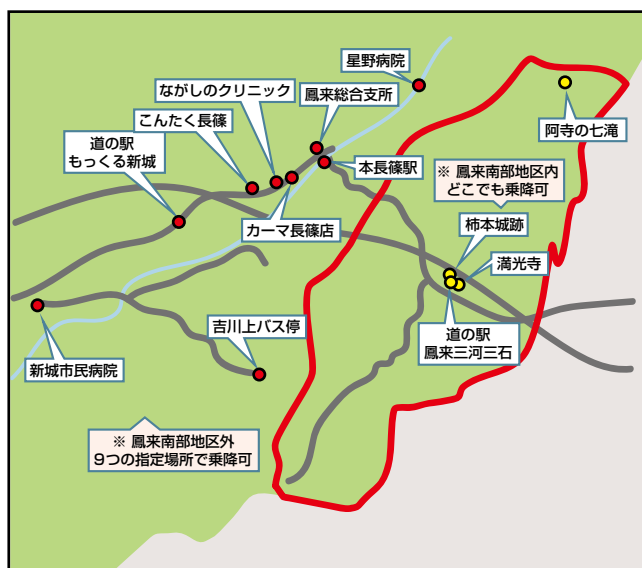 星野病院
ながしのクリニック
鳳来総合支所
こんたく長篠
阿寺の七滝
道の駅
もっくる新城
本長篠駅
※ 鳳来南部地区内
どこでも乗降可
カーマ長篠店
柿本城跡
満光寺
吉川上バス停
道の駅
鳳来三河三石
新城市民病院
※ 鳳来南部地区外
9つの指定場所で乗降可